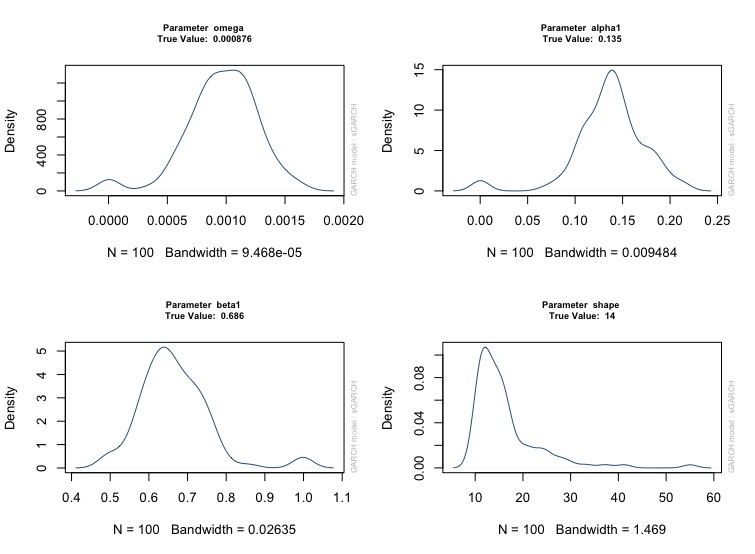 Parameter omega
True Value: 0.000876
Density
0 400 800
0.0000 0.0005 0.0010 0.0015 0.0020
N = 100 Bandwidth = 9.468e-05
GARCH model : sGARCH
Parameter alpha1
True Value: 0.135
Density
0 5 10 15
0.00 0.05 0.10 0.15 0.20 0.25
N = 100 Bandwidth = 0.009484
GARCH model : sGARCH
Parameter beta1
True Value: 0.686
Density
0 1 2 3 4 5
0.4 0.5 0.6 0.7 0.8 0.9 1.0 1.1
N = 100 Bandwidth = 0.02635
GARCH model : sGARCH
Parameter shape
True Value: 14
Density
0.00 0.04 0.08
10 20 30 40 50 60
N = 100 Bandwidth = 1.469
GARCH model : sGARCH